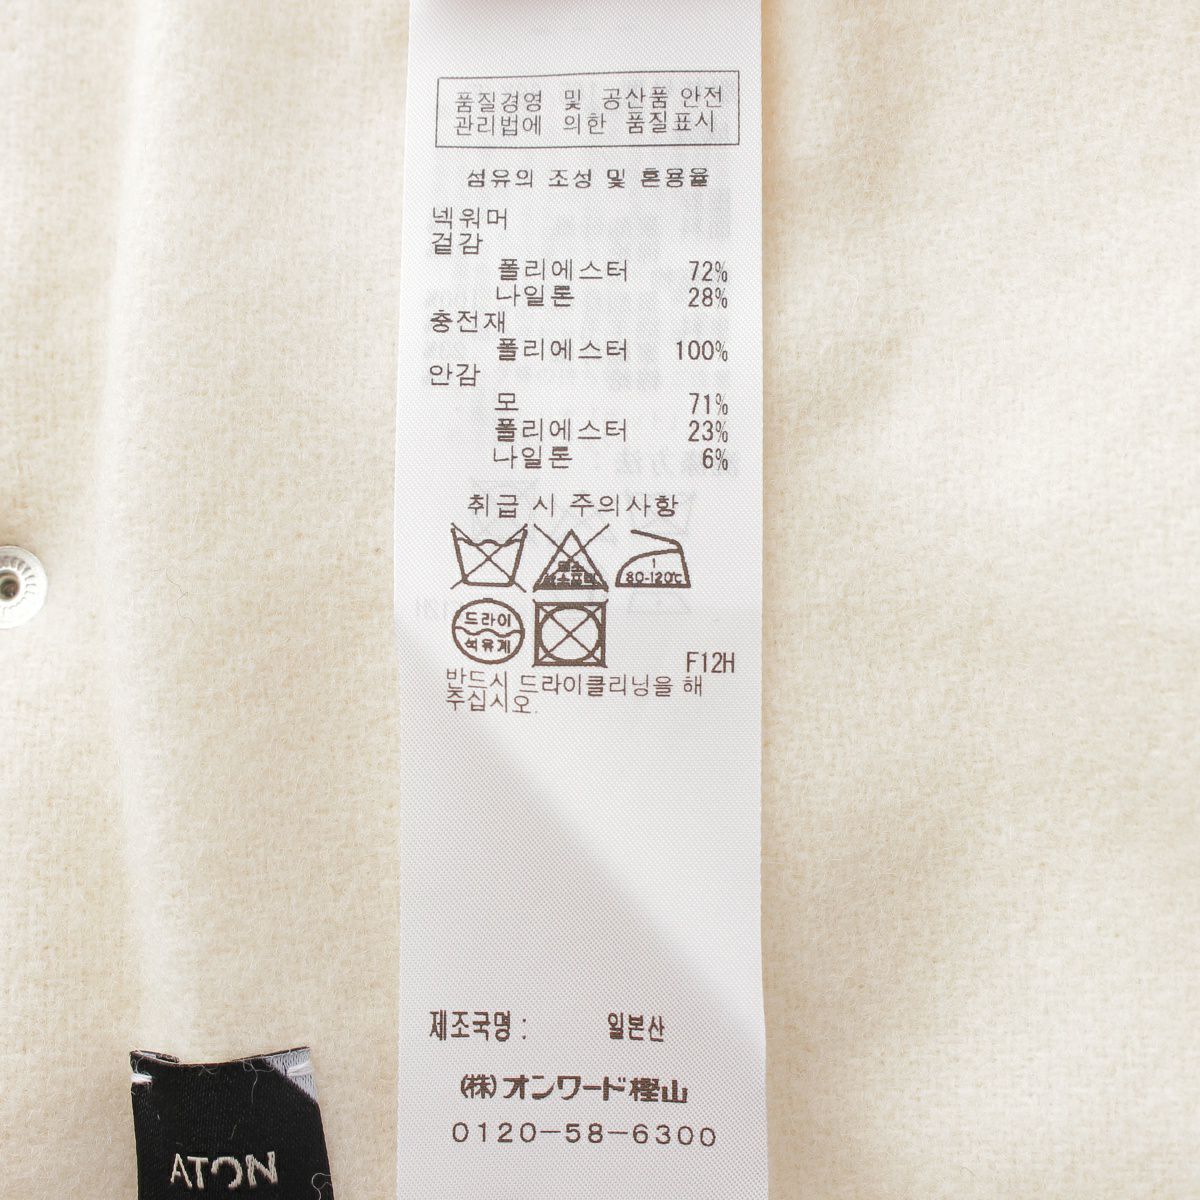 품질경영 및 공산품 안전
관리법에 의한 품질표시
섬유의 조성 및 혼용율
넥워머
겉감
폴리에스터 72%
나일론 28%
충전재
폴리에스터 100%
안감
모 71%
폴리에스터 23%
나일론 6%
취급 시 주의사항
1
80-120℃
드라이
석유계
F12H
반드시 드라이클리닝을 해
주십시오.
제조국명 : 일본산
(株)オンワード樫山
0120-58-6300
ATON